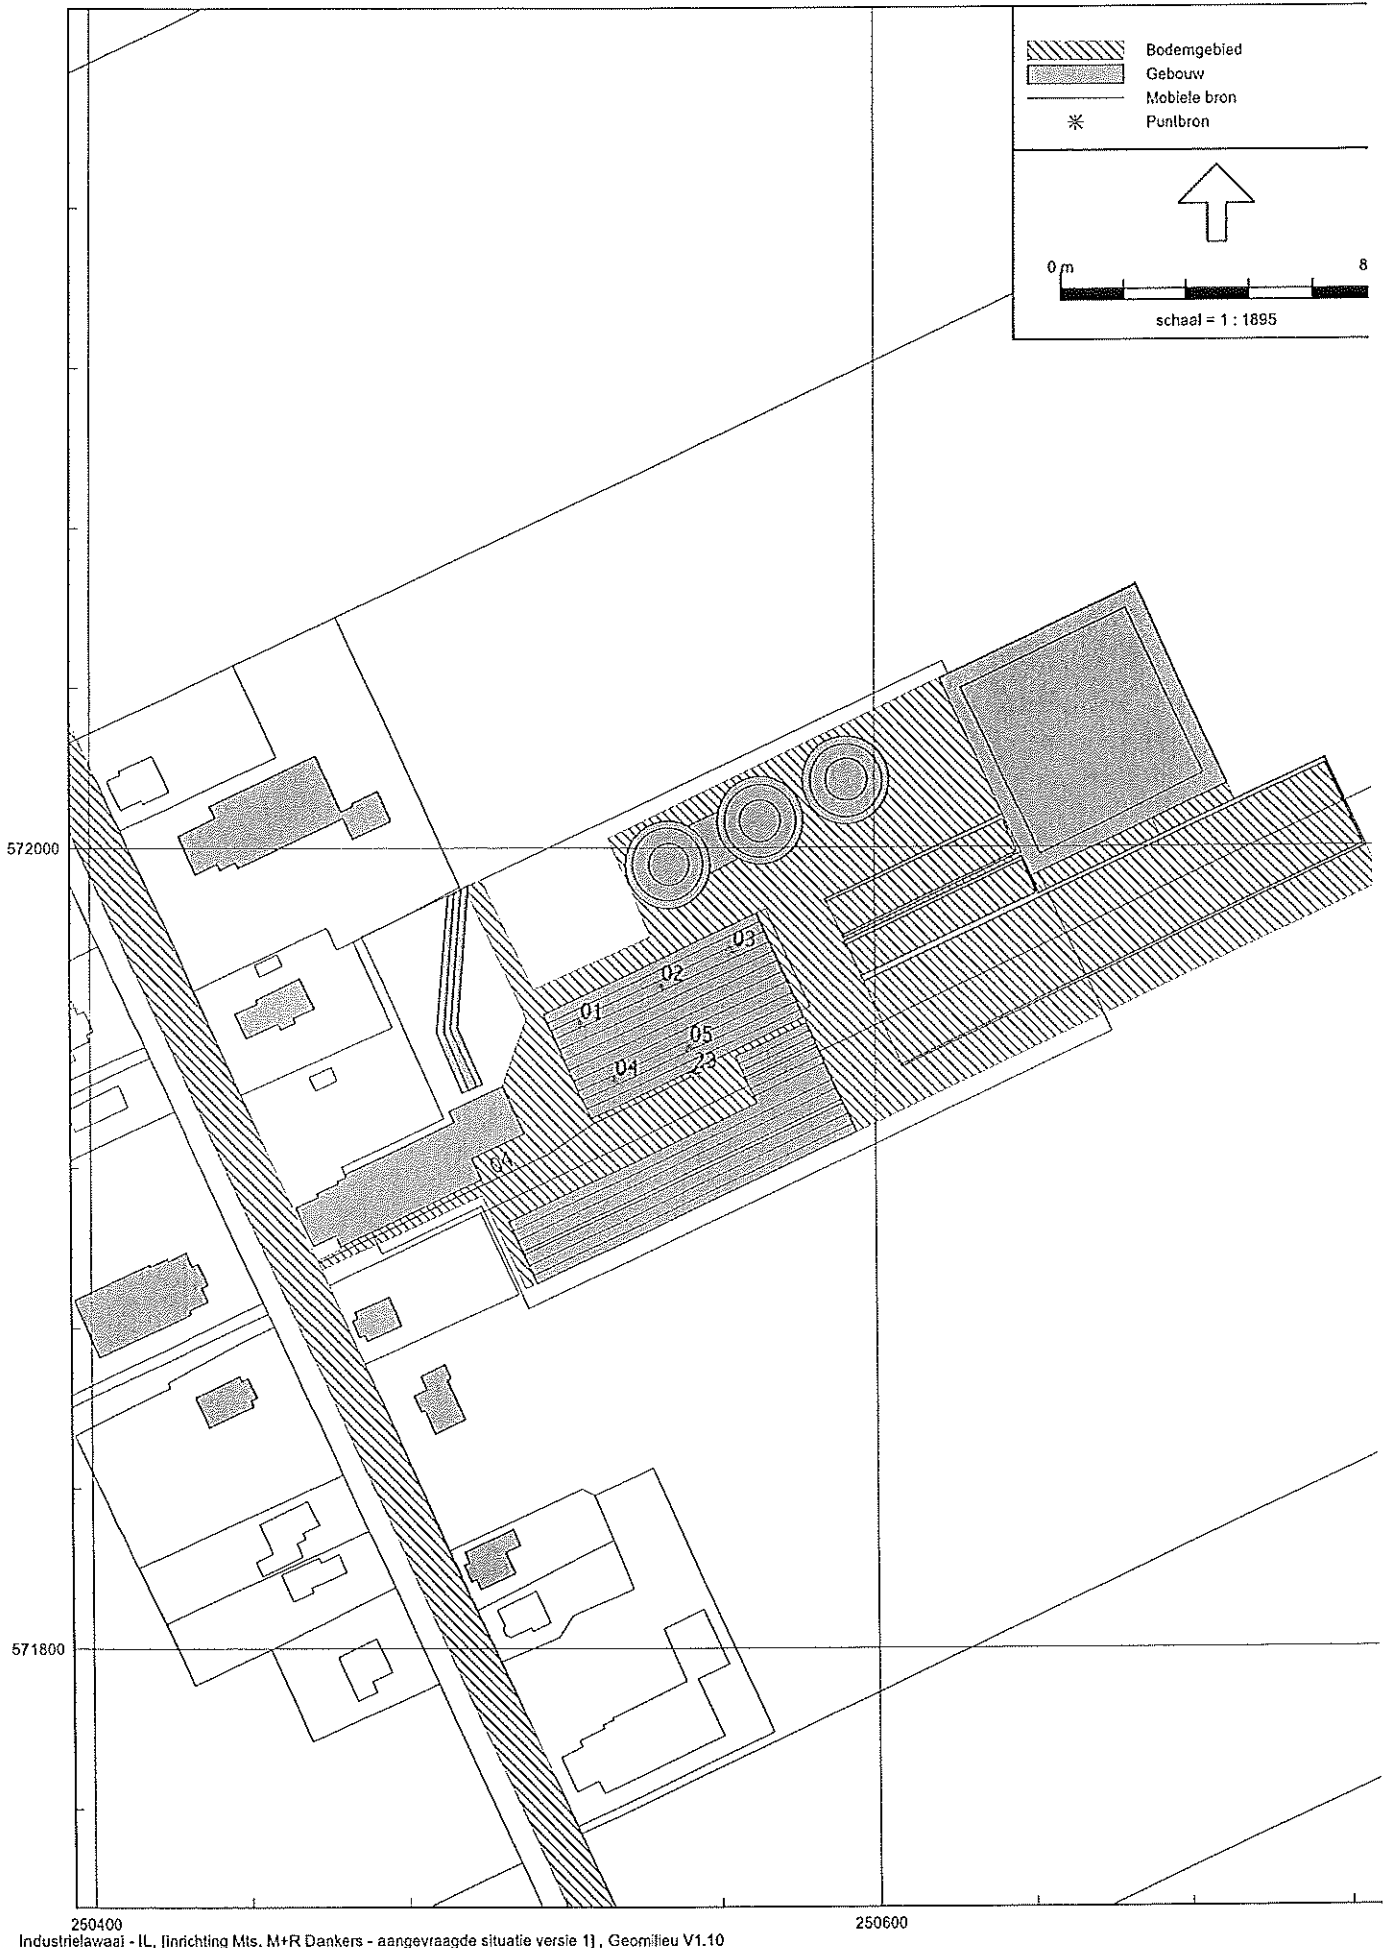 Bodemgebied
Gebouw
Mobiele bron
Puntbron
0 m 8
schaal = 1 : 1895
572000
03
02
01
05
04
23
04
571800
250400 250600
Industrielawaai - IL, [Inrichting Mts. M+R Dankers - aangevraagde situatie versie 1], Geomilieu V1.10